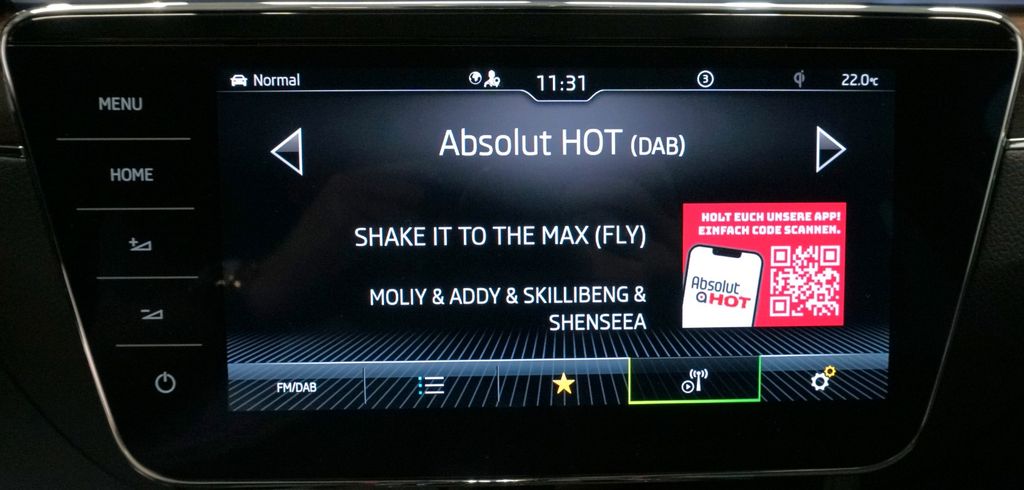 Normal
11:31
3
22.0°C
MENU
HOME
Absolut HOT (DAB)
SHAKE IT TO THE MAX (FLY)
MOLIY & ADDY & SKILLIBENG &
SHENSEEA
HOLT EUCH UNSERE APP!
EINFACH CODE SCANNEN.
Absolut
HOT
FM/DAB